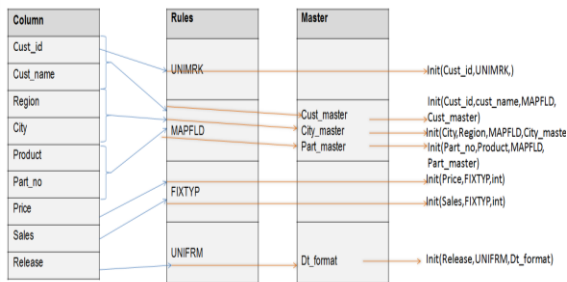 Column
Cust_id
Cust_name
Region
City
Product
Part_no
Price
Sales
Release
Rules
UNIMRK
MAPFLD
FIXTYP
UNIFRM
Master
Cust_master
City_master
Part_master
Dt_format
Init(Cust_id,UNIMRK,)
Init(Cust_id,cust_name,MAPFLD,
Cust_master)
Init(City,Region,MAPFLD,City_maste
Init(Part_no,Product,MAPFLD,
Part_master)
Init(Price,FIXTYP,int)
Init(Sales,FIXTYP,int)
Init(Release,UNIFRM,Dt_format)